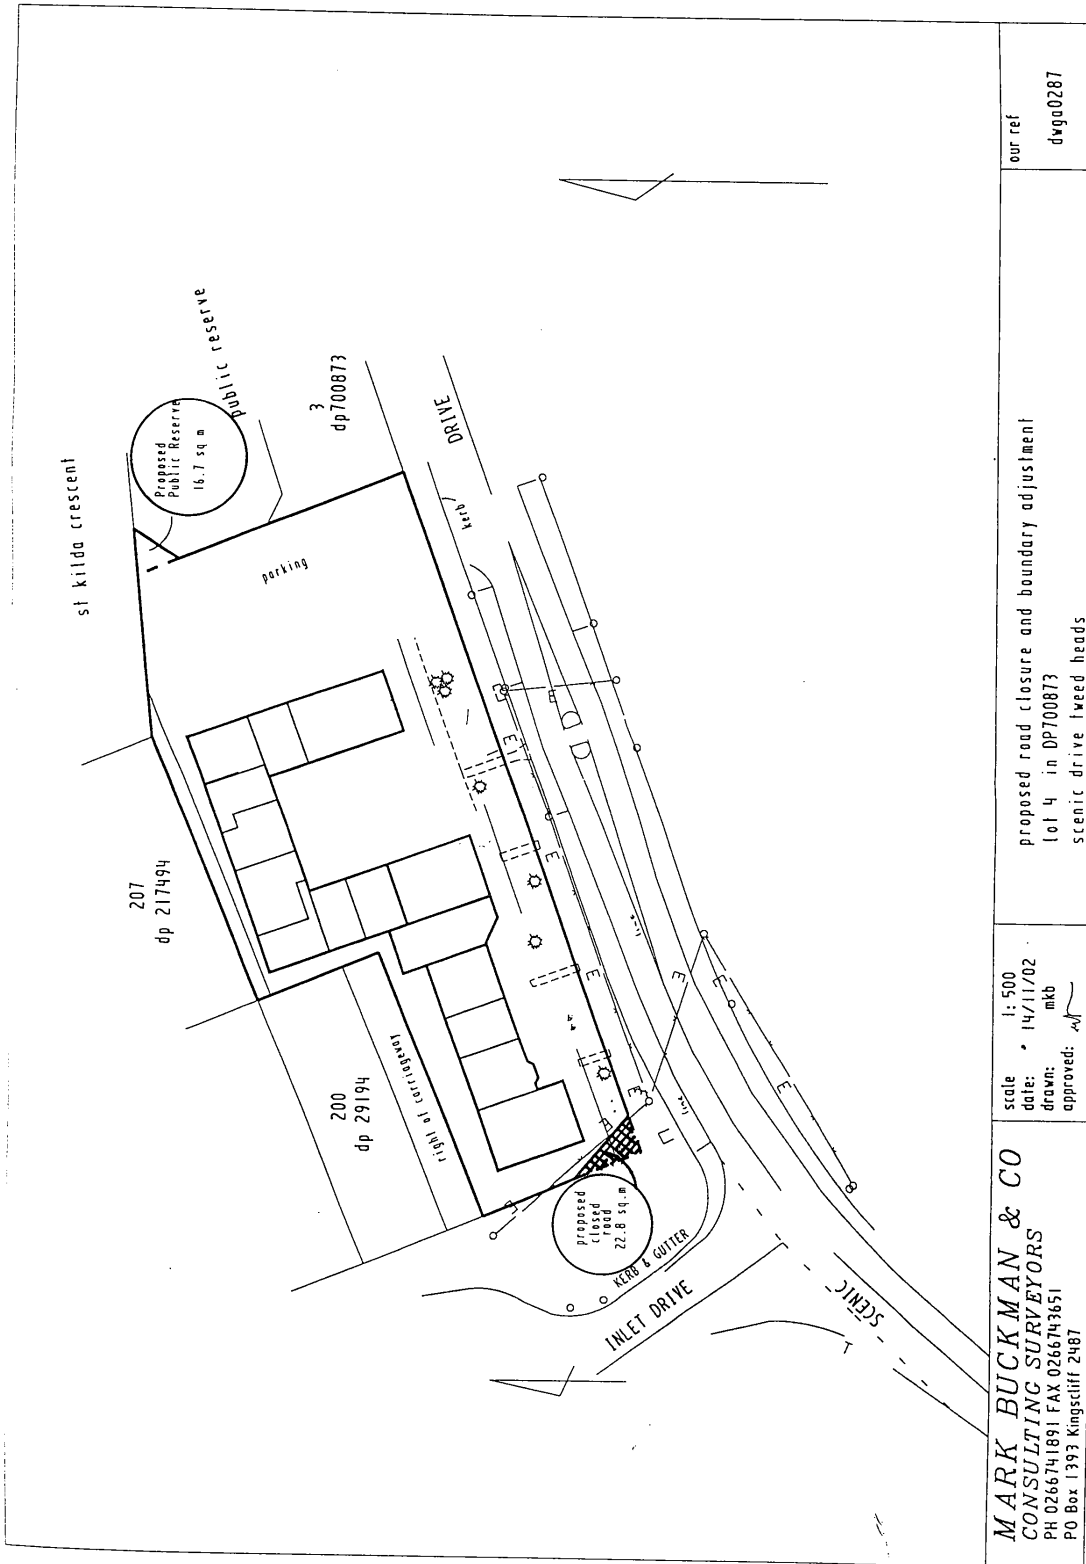 st kilda crescent
Proposed
Public Reserve
16.7 sq m
public reserve
3
dp700873
parking
DRIVE
kerb/
207
dp 217494
200
dp 29194
right of carriageway
proposed
closed
road
22.8 sq.m
KERB & GUTTER
INLET DRIVE
SCENIC
line
line
E
E
E
E
E
E
E
MARK BUCKMAN & CO
CONSULTING SURVEYORS
PH 0266741891 FAX 0266743651
PO Box 1393 Kingscliff 2487
scale 1:500
date: 14/11/02
drawn: mkb
approved:
proposed road closure and boundary adjustment
lot 4 in DP700873
scenic drive tweed heads
our ref
dwga0287